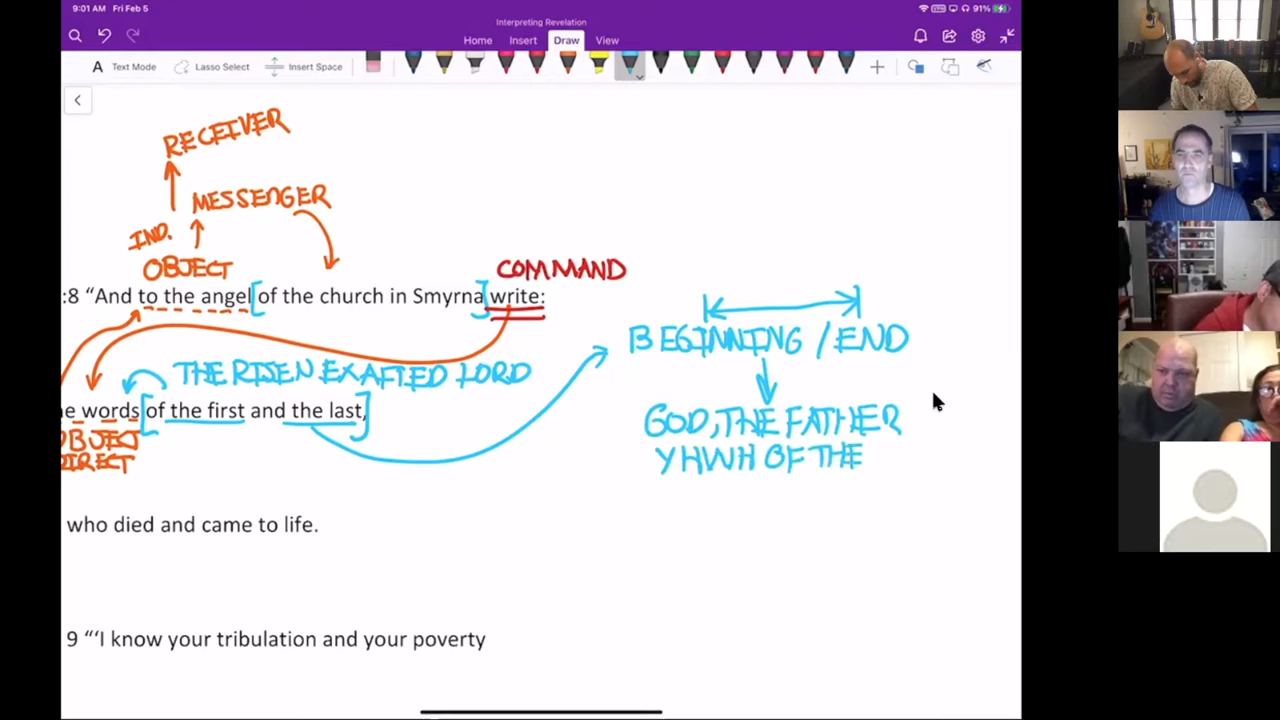 9:01 AM Fri Feb 5
91%
Interpreting Revelation
Home Insert Draw View
Text Mode Lasso Select Insert Space
RECEIVER
MESSENGER
IND.
OBJECT
COMMAND
:8 “And to the angel [of the church in Smyrna] write:
BEGINNING / END
THE RISEN EXALTED LORD
e words [of the first and the last,]
OBJECT
DIRECT
GOD, THE FATHER
YHWH OF THE
who died and came to life.
9 “‘I know your tribulation and your poverty